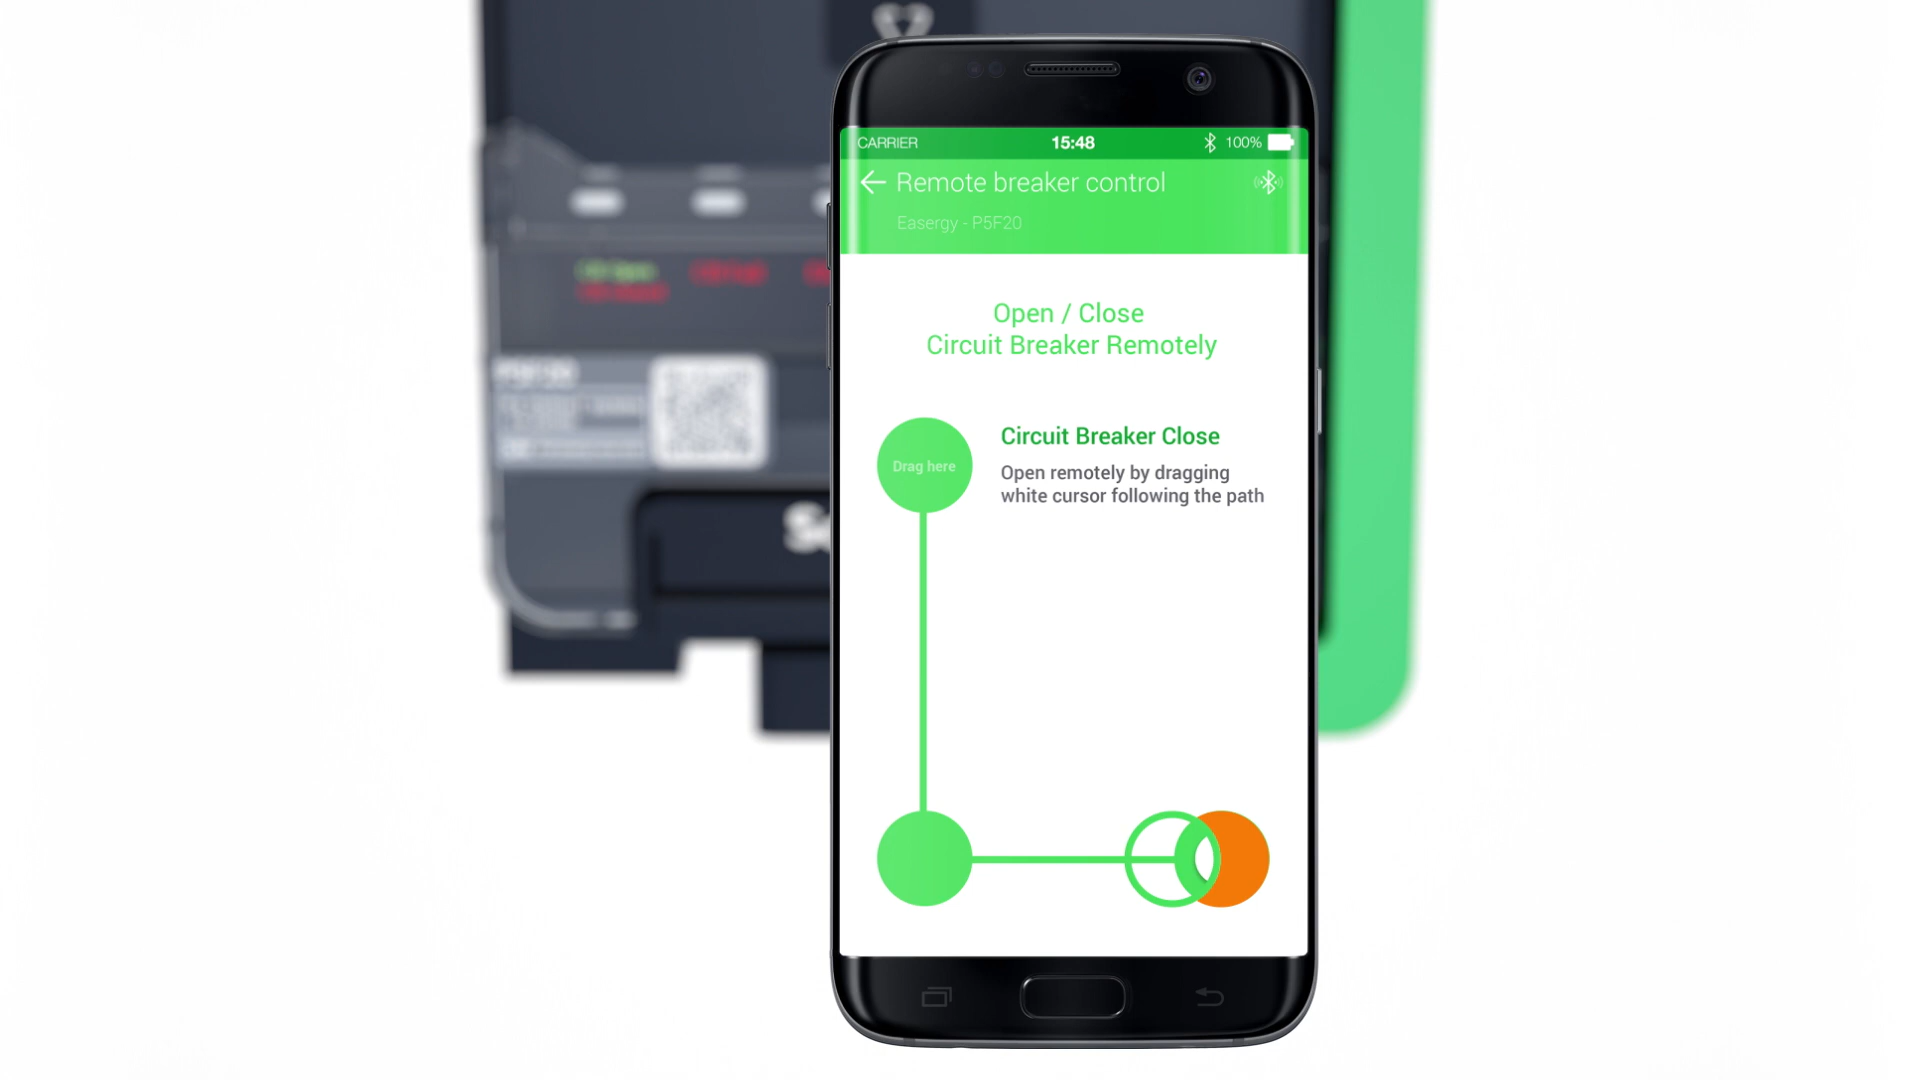 CARRIER
15:48
100%
Remote breaker control
Easergy - P5F20
Open / Close
Circuit Breaker Remotely
Drag here
Circuit Breaker Close
Open remotely by dragging
white cursor following the path